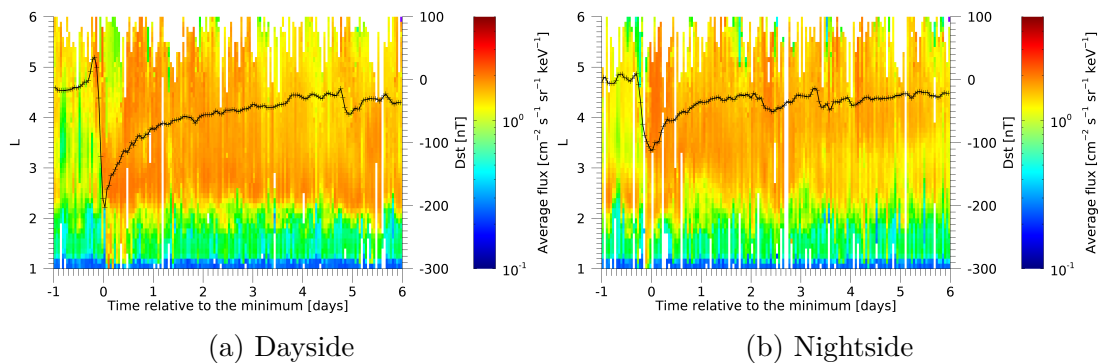 6
5
4
3
2
1
L
-1 0 1 2 3 4 5 6
Time relative to the minimum [days]
100
0
-100
-200
-300
Dst [nT]
10^0
10^-1
Average flux [cm^-2 s^-1 sr^-1 keV^-1]
(a) Dayside
6
5
4
3
2
1
L
-1 0 1 2 3 4 5 6
Time relative to the minimum [days]
100
0
-100
-200
-300
Dst [nT]
10^0
10^-1
Average flux [cm^-2 s^-1 sr^-1 keV^-1]
(b) Nightside